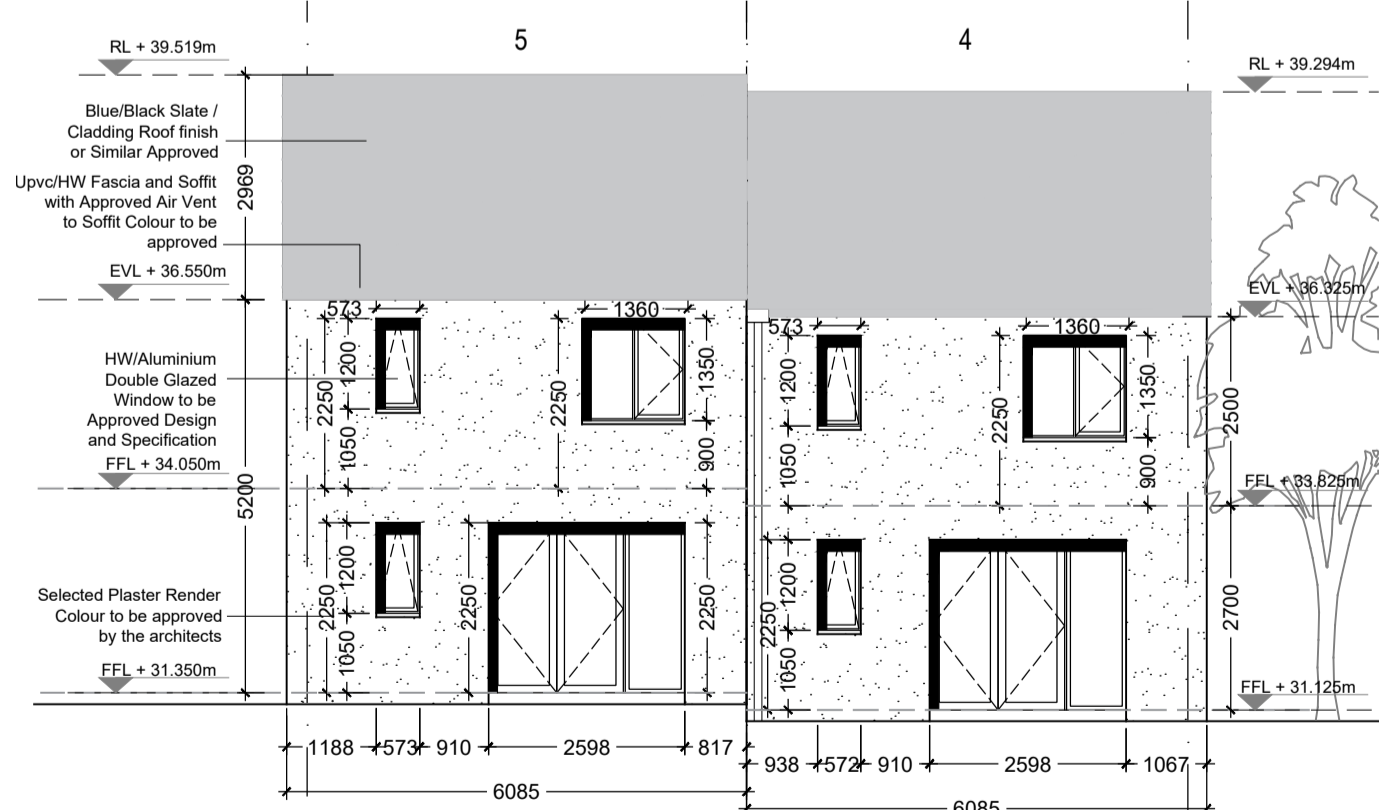 5
4
RL + 39.519m
RL + 39.294m
Blue/Black Slate /
Cladding Roof finish
or Similar Approved
2969
Upvc/HW Fascia and Soffit
with Approved Air Vent
to Soffit Colour to be
approved
EVL + 36.550m
EVL + 36.325m
573
1360
573
1360
HW/Aluminium
Double Glazed
Window to be
Approved Design
and Specification
2250
1200
1050
2250
1350
900
1200
1050
2250
1350
900
2500
FFL + 34.050m
FFL + 33.825m
5200
Selected Plaster Render
Colour to be approved
by the architects
2250
1200
1050
2250
2250
2250
1200
1050
2700
FFL + 31.350m
FFL + 31.125m
1188
573
910
2598
817
938
572
910
2598
1067
6085
6085